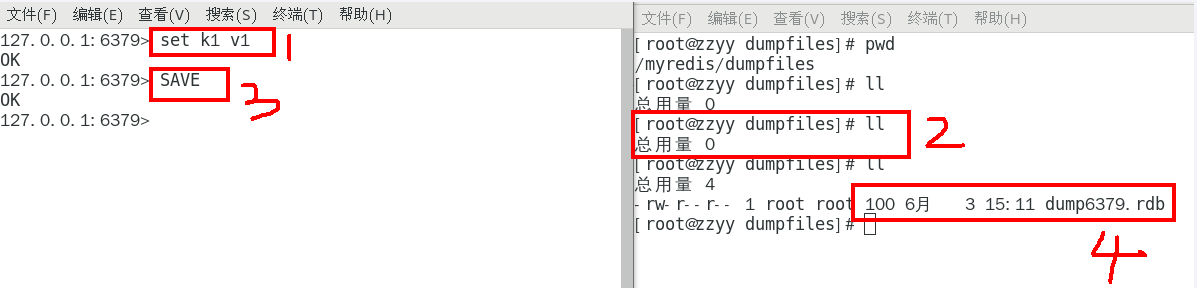 文件(F) 编辑(E) 查看(V) 搜索(S) 终端(T) 帮助(H)
127.0.0.1:6379> set k1 v1
1
OK
127.0.0.1:6379> SAVE
3
OK
127.0.0.1:6379>
文件(F) 编辑(E) 查看(V) 搜索(S) 终端(T) 帮助(H)
[root@zzyy dumpfiles]# pwd
/myredis/dumpfiles
[root@zzyy dumpfiles]# ll
总用量 0
[root@zzyy dumpfiles]# ll
2
总用量 0
[root@zzyy dumpfiles]# ll
总用量 4
-rw-r--r-- 1 root root 100 6月 3 15:11 dump6379.rdb
[root@zzyy dumpfiles]#
4